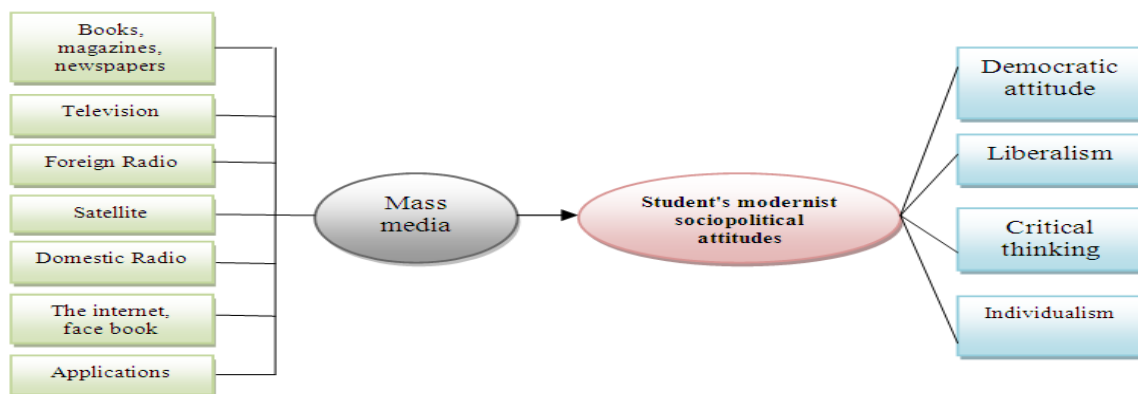 Books,
magazines,
newspapers
Television
Foreign Radio
Satellite
Domestic Radio
The internet,
face book
Applications
Mass
media
Student's modernist
sociopolitical
attitudes
Democratic
attitude
Liberalism
Critical
thinking
Individualism